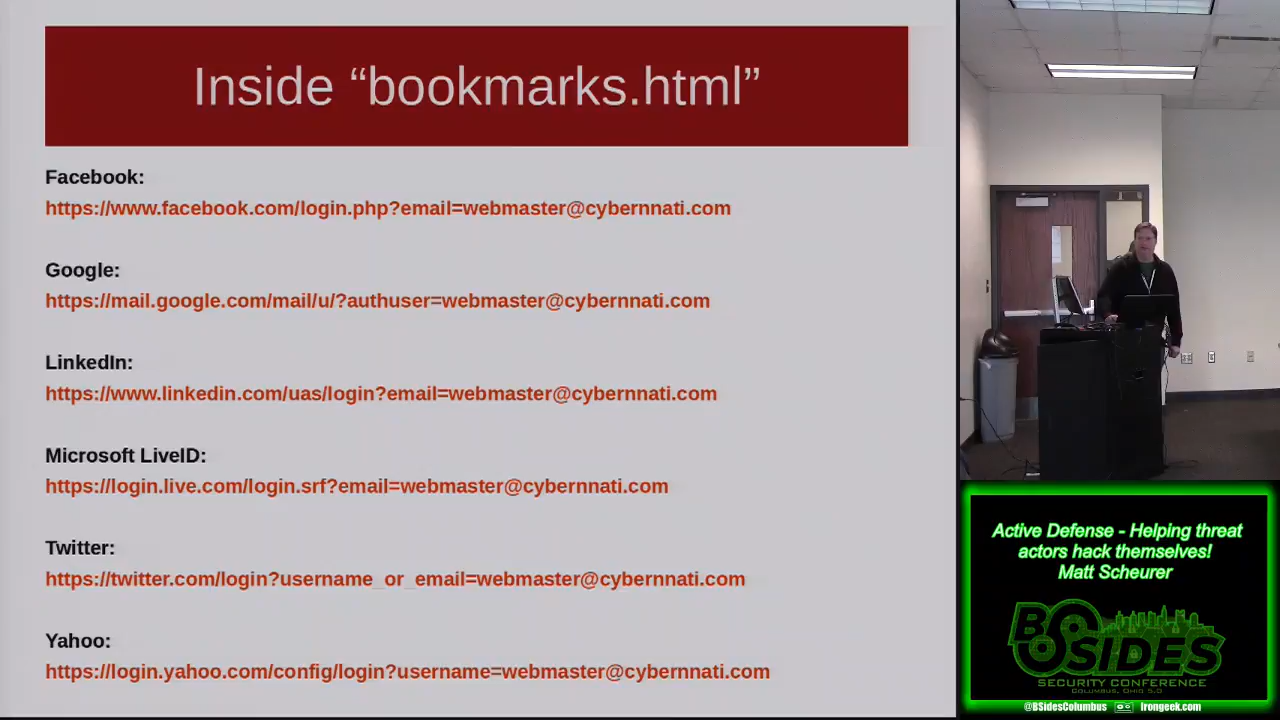 Inside “bookmarks.html”
Facebook:
https://www.facebook.com/login.php?email=webmaster@cybernnati.com
Google:
https://mail.google.com/mail/u/?authuser=webmaster@cybernnati.com
LinkedIn:
https://www.linkedin.com/uas/login?email=webmaster@cybernnati.com
Microsoft LiveID:
https://login.live.com/login.srf?email=webmaster@cybernnati.com
Twitter:
https://twitter.com/login?username_or_email=webmaster@cybernnati.com
Yahoo:
https://login.yahoo.com/config/login?username=webmaster@cybernnati.com
Active Defense - Helping threat
actors hack themselves!
Matt Scheurer
BSIDES
SECURITY CONFERENCE
COLUMBUS, OHIO 5.0
@BSidesColumbus irongeek.com